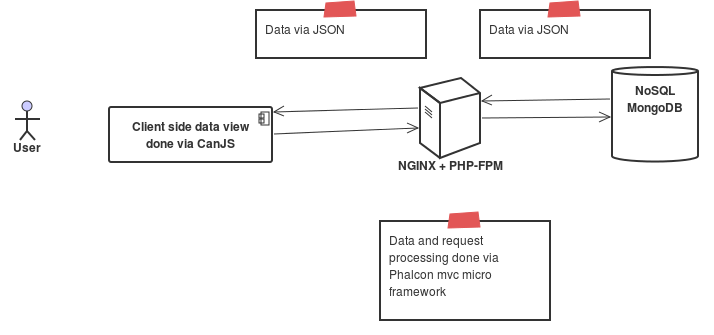 Data via JSON
Data via JSON
NoSQL
MongoDB
Client side data view
done via CanJS
User
NGINX + PHP-FPM
Data and request
processing done via
Phalcon mvc micro
framework